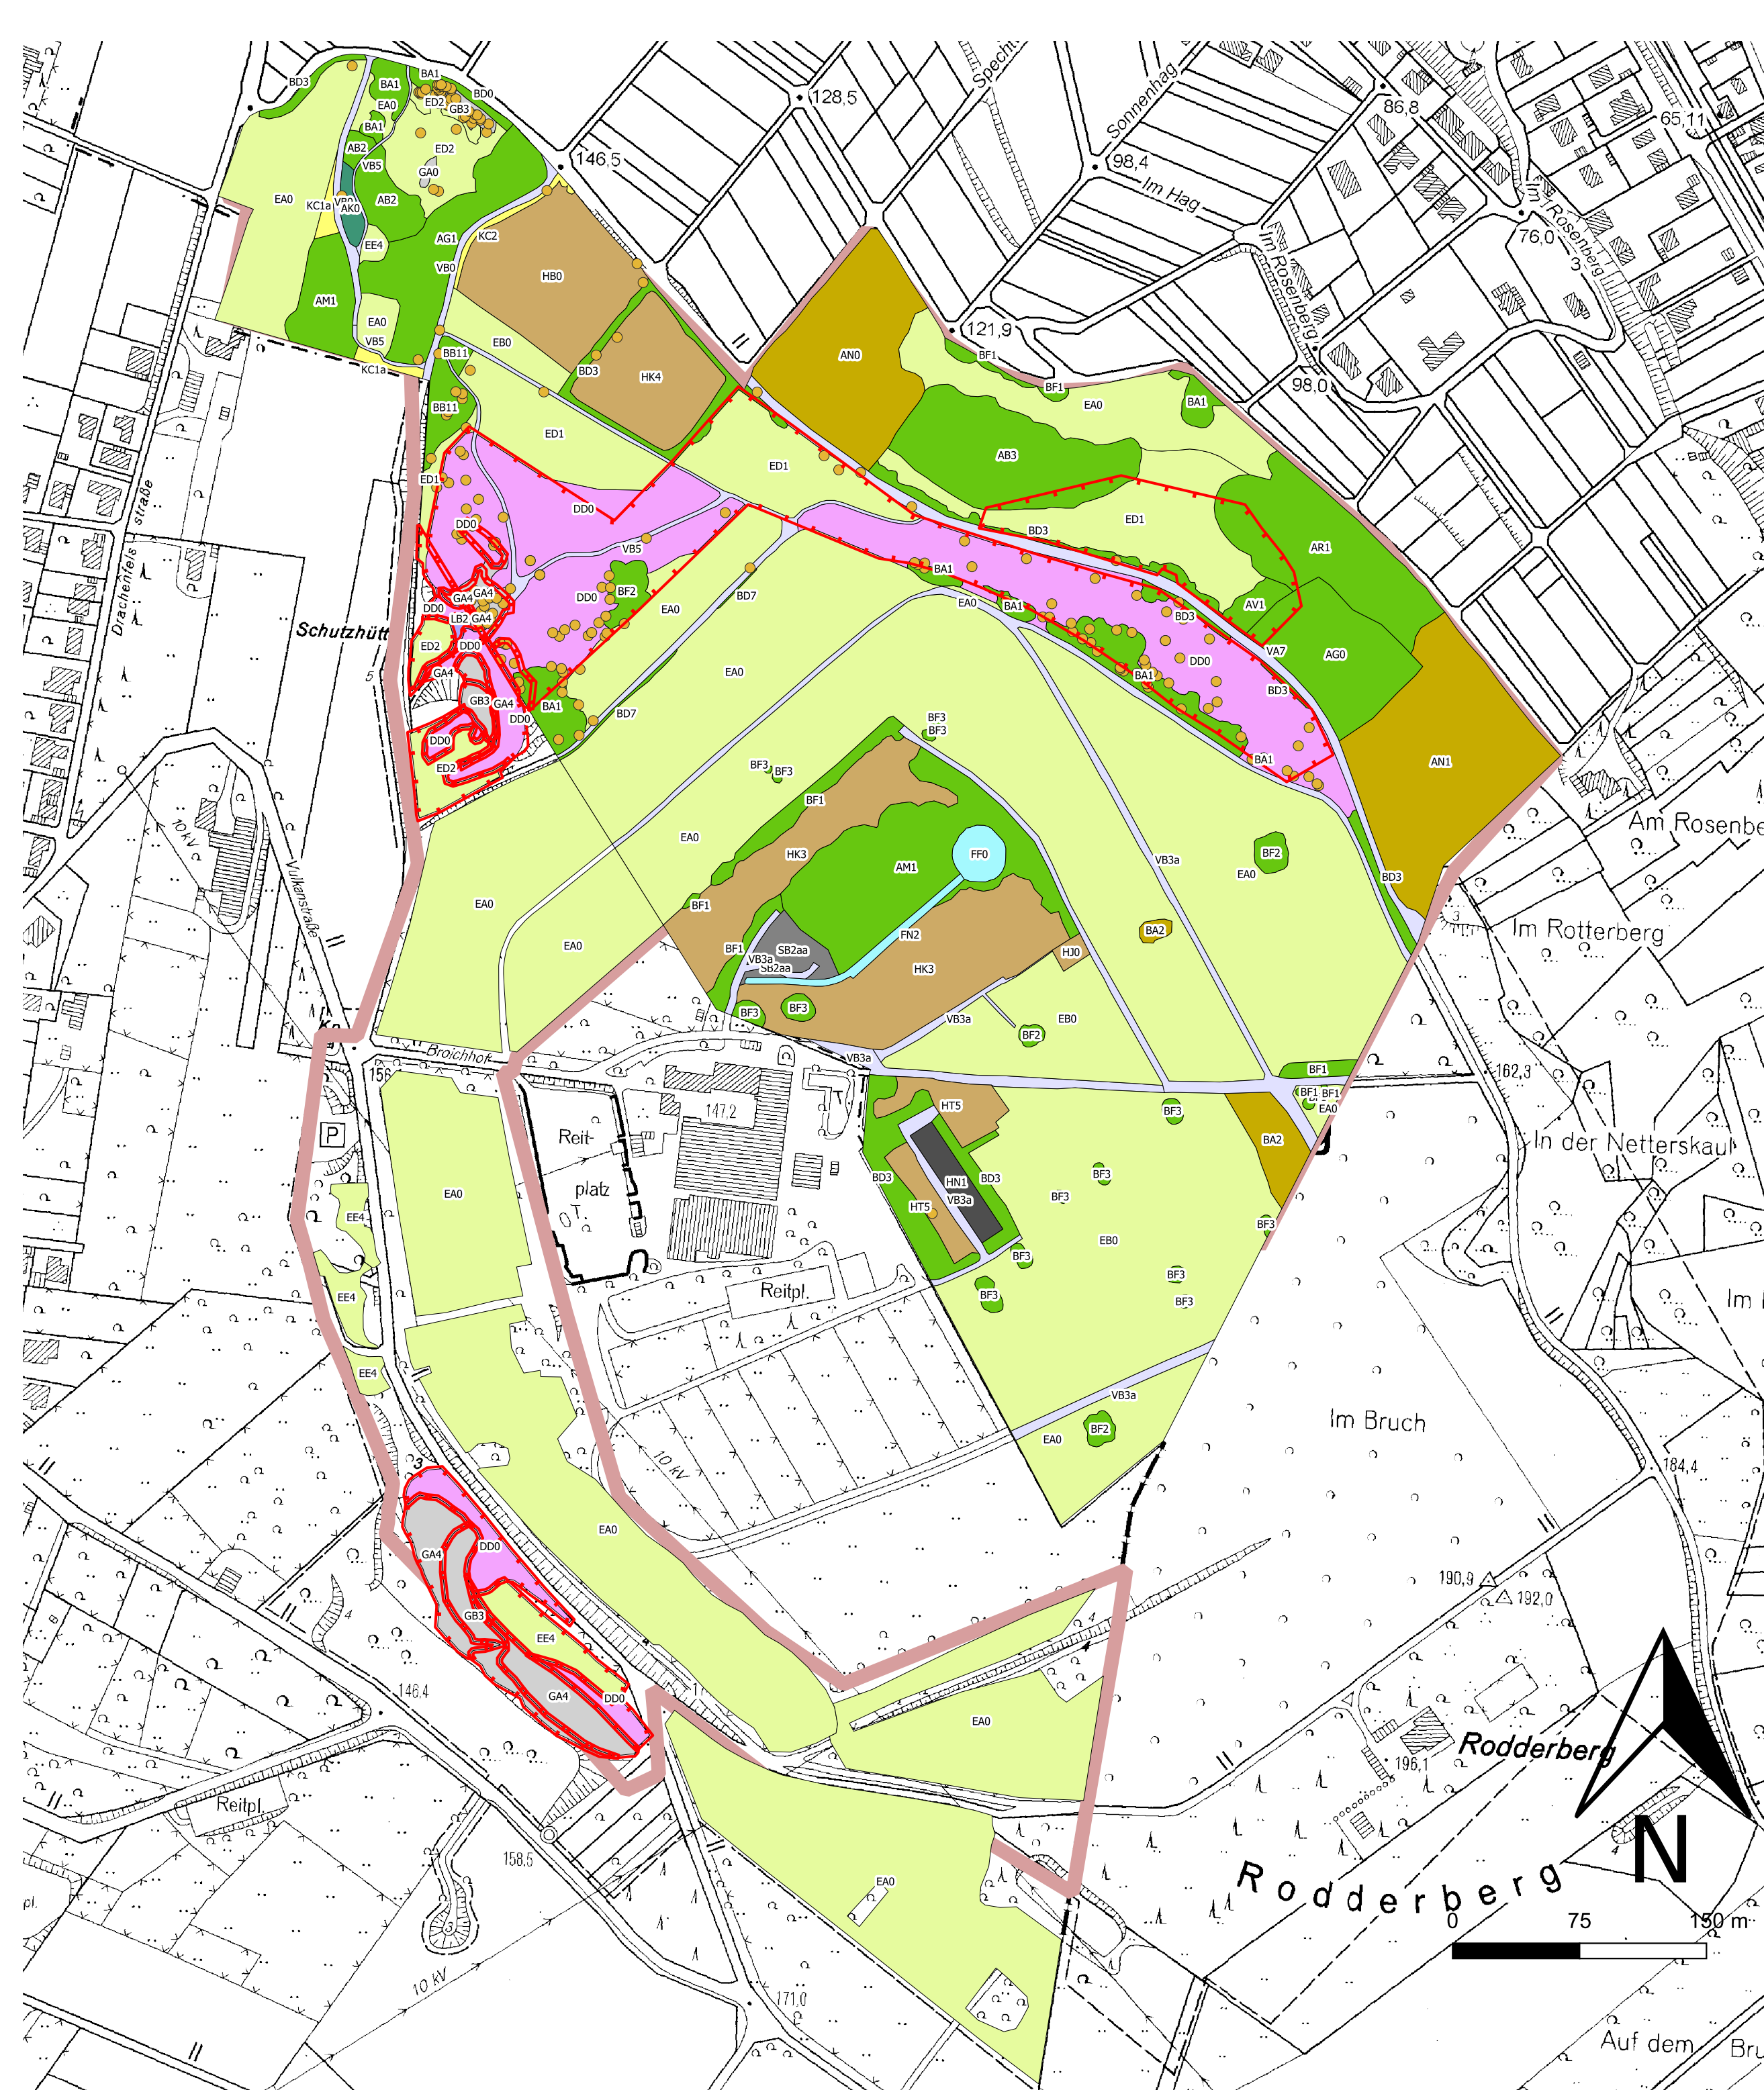 BD3
BA1
BA1
BD0
ED2
EA0
GB3
BA1
AB2
ED2
VB5
GA0
EA0
KC1a
VB0
AK0
AB2
EE4
AG1
KC2
VB0
HB0
AM1
EA0
VB5
KC1a
EB0
BB11
BB11
BD3
HK4
ED1
ED1
ED1
AN0
BF1
BF1
EA0
BA1
AB3
ED1
BD3
AR1
AV1
AG0
VA7
BD3
BD3
AN1
DD0
DD0
VB5
DD0
BF2
EA0
BD7
BD7
EA0
BA1
EA0
BA1
BA1
DD0
BA1
GA4
GA4
DD0
LB2
GA4
ED2
DD0
GA4
GB3
GA4
DD0
DD0
ED2
BA1
BF3
BF3
BF3
BF3
BF1
EA0
HK3
AM1
FF0
VB3a
EA0
BF2
BD3
EA0
EA0
BF1
BF1
SB2aa
VB3a
SB2aa
FN2
HK3
HJ0
BA2
BF3
BF3
VB3a
BF2
EB0
VB3a
BF1
BF1
BF1
EA0
BA2
HT5
BD3
HN1
VB3a
BD3
HT5
BF3
BF3
BF3
BF3
BF3
BF3
EB0
BF3
BF3
BF3
VB3a
EA0
BF2
EA0
EE4
EE4
EE4
EA0
GA4
DD0
GB3
EE4
GA4
DD0
EA0
EA0
146,5
128,5
Sonnenhag
98,4
Im Hag
86,8
65,11
76,0
Im Rosenberg
Im Rosenberg
121,9
98,0
Drachenfels
straße
Schutzhütt
5
10 kV
Vulkanstraße
Broichhof
156
P
147,2
Reit-
platz
T.
Reitpl.
10 kV
Am Rosenbe
Im Rotterberg
162,3
In der Netterskaul
Im Bruch
184,4
190,9
192,0
Rodderberg
196,1
Rodderberg
146,4
Reitpl.
158,5
10 kV
171,0
Auf dem
Bru
N
0 75 150 m